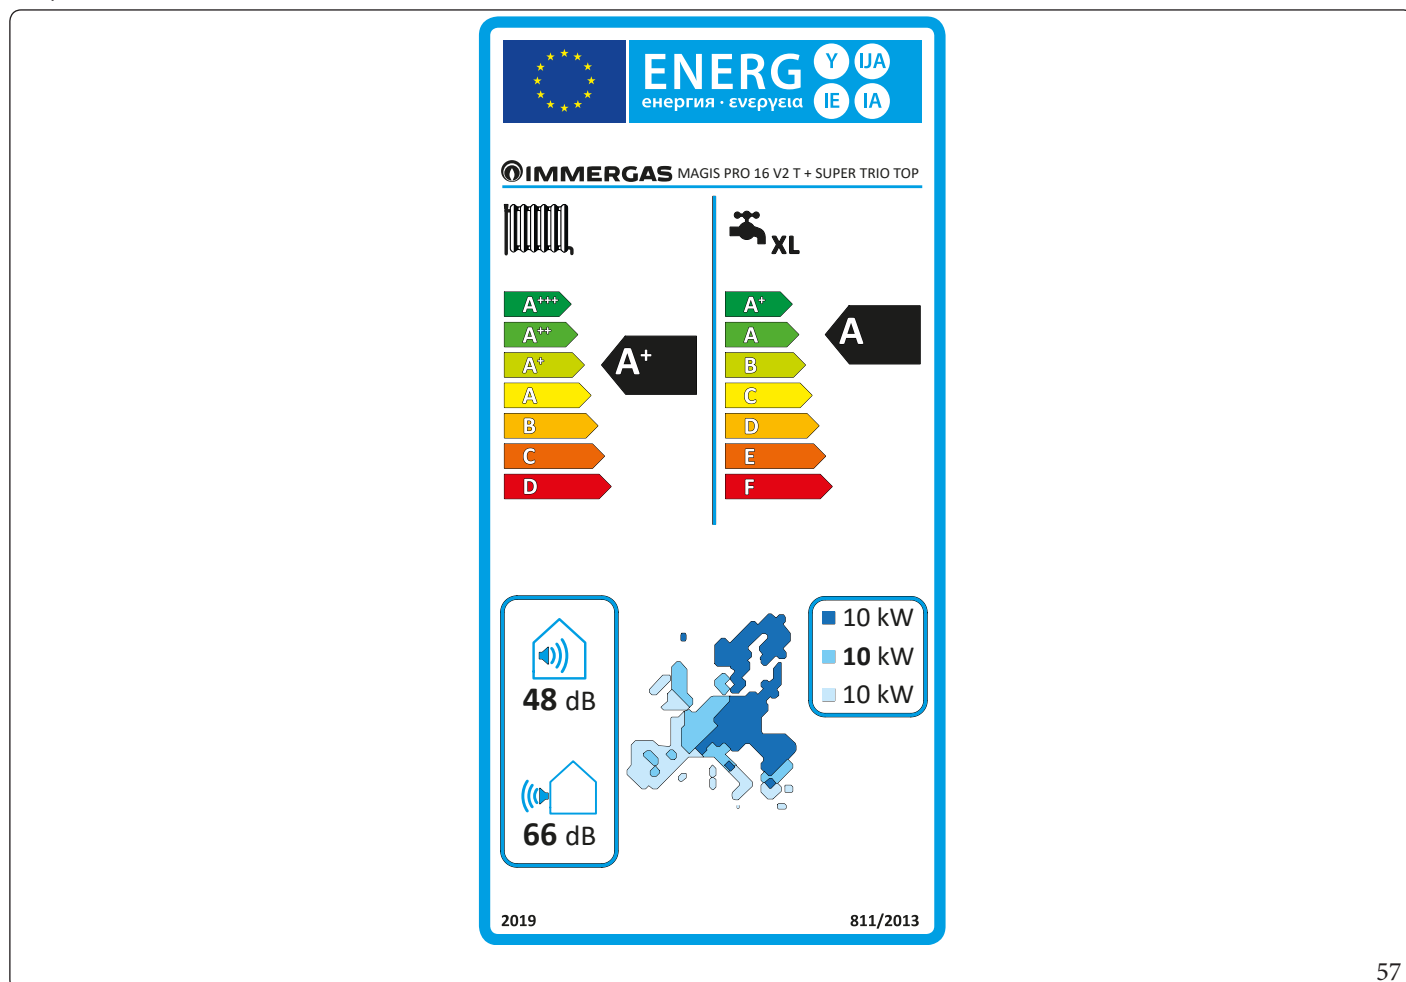 ENERG
енергия · ενεργεια
Y IJA
IE IA
IMMERGAS MAGIS PRO 16 V2 T + SUPER TRIO TOP
XL
A+++
A++
A+
A
B
C
D
A+
A+
A
B
C
D
E
F
A
48 dB
66 dB
10 kW
10 kW
10 kW
2019
811/2013
57